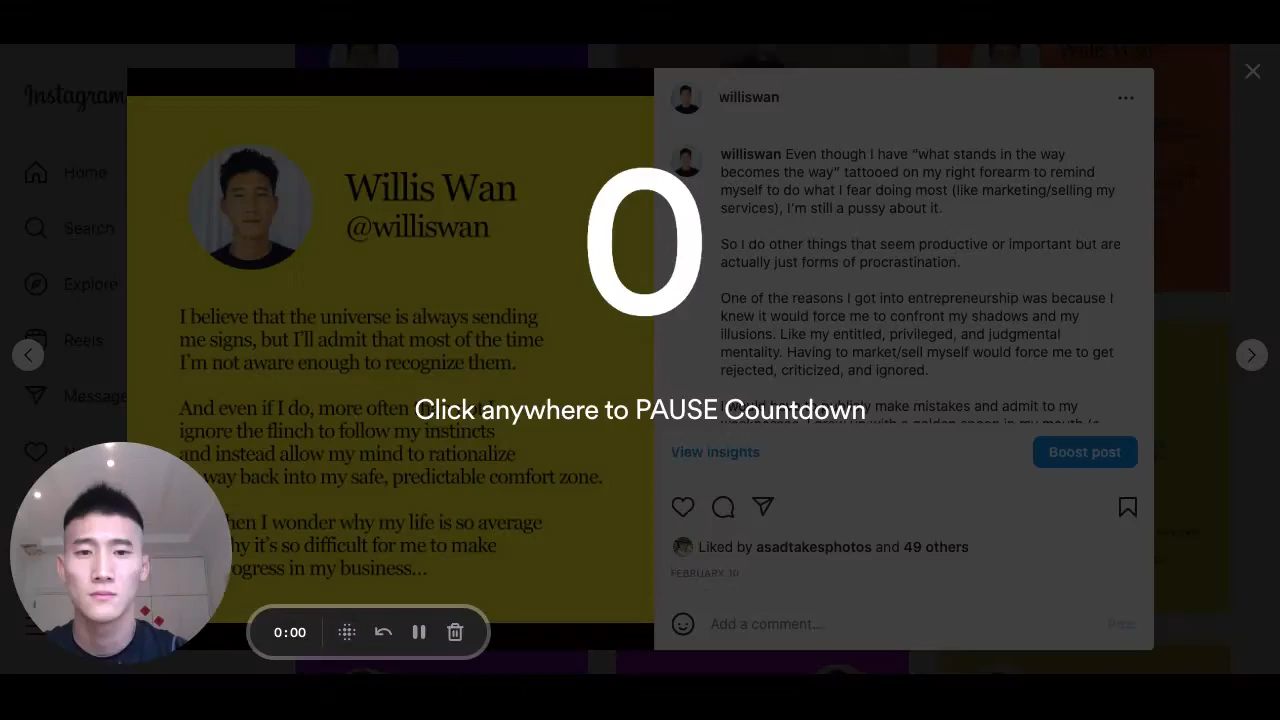 Instagram
Home
Search
Explore
Reels
Message
Willis Wan
@williswan
I believe that the universe is always sending
me signs, but I'll admit that most of the time
I'm not aware enough to recognize them.
And even if I do, more often
ignore the flinch to follow my instincts
and instead allow my mind to rationalize
way back into my safe, predictable comfort zone.
hen I wonder why my life is so average
hy it's so difficult for me to make
ogress in my business...
0
Click anywhere to PAUSE Countdown
0:00
williswan
williswan Even though I have "what stands in the way
becomes the way" tattooed on my right forearm to remind
myself to do what I fear doing most (like marketing/selling my
services), I'm still a pussy about it.
So I do other things that seem productive or important but are
actually just forms of procrastination.
One of the reasons I got into entrepreneurship was because I
knew it would force me to confront my shadows and my
illusions. Like my entitled, privileged, and judgmental
mentality. Having to market/sell myself would force me to get
rejected, criticized, and ignored.
make mistakes and admit to my
View insights
Boost post
Liked by asadtakesphotos and 49 others
FEBRUARY 10
Add a comment...
Post